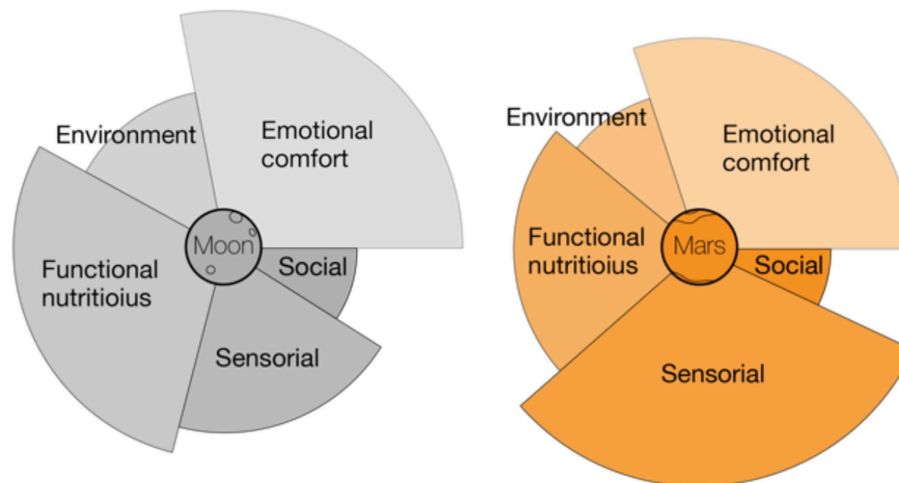 Environment
Emotional
comfort
Moon
Functional
nutritioius
Social
Sensorial
Environment
Emotional
comfort
Mars
Functional
nutritioius
Social
Sensorial